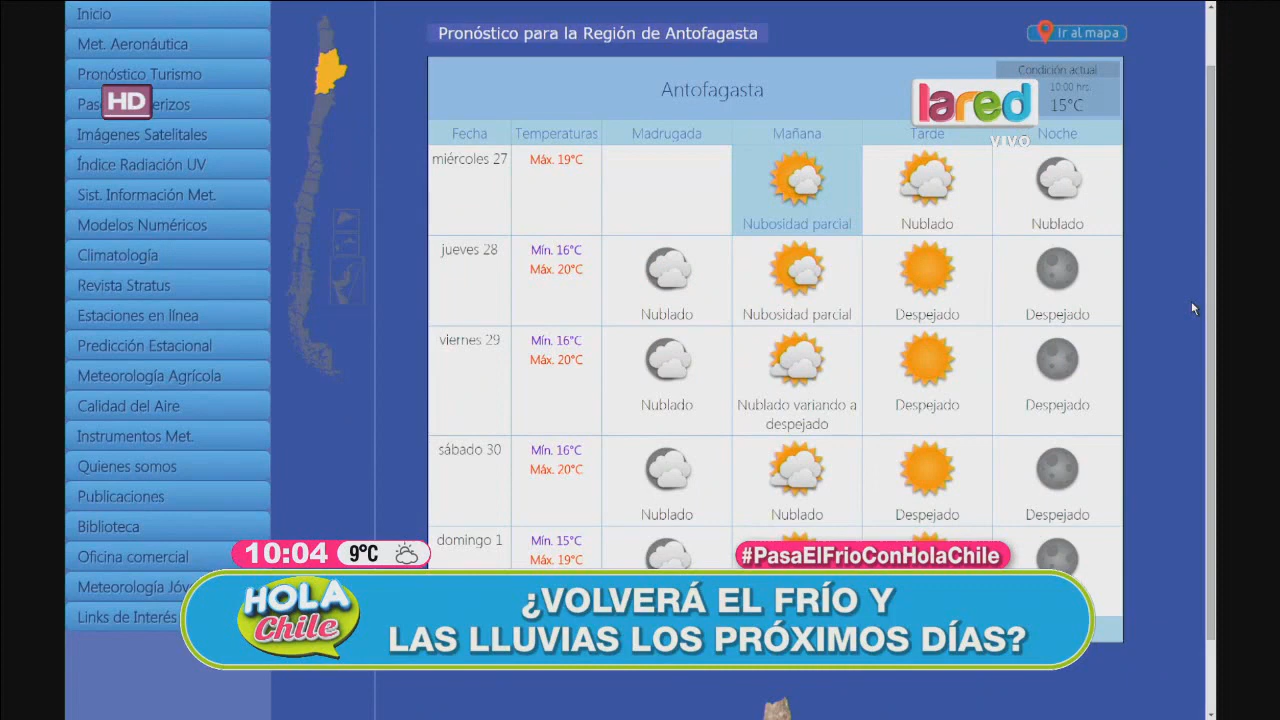 Inicio
Met. Aeronáutica
Pronóstico Turismo
HD
Imágenes Satelitales
Índice Radiación UV
Sist. Información Met.
Modelos Numéricos
Climatología
Revista Stratus
Estaciones en línea
Predicción Estacional
Meteorología Agrícola
Calidad del Aire
Instrumentos Met.
Quienes somos
Publicaciones
Biblioteca
Oficina comercial
Meteorología
Links de Interés
Pronóstico para la Región de Antofagasta
Ir al mapa
Antofagasta
Condición actual
10:00 hrs.
15°C
lared
VIVO
Fecha Temperaturas Madrugada Mañana Tarde Noche
miércoles 27 Máx. 19°C
Nubosidad parcial Nublado Nublado
jueves 28 Mín. 16°C
Máx. 20°C
Nublado Nubosidad parcial Despejado Despejado
viernes 29 Mín. 16°C
Máx. 20°C
Nublado Nublado variando a despejado Despejado Despejado
sábado 30 Mín. 16°C
Máx. 20°C
Nublado Nublado Despejado Despejado
domingo 1 Mín. 15°C
Máx. 19°C
10:04 9°C
#PasaElFrioConHolaChile
HOLA
Chile
¿VOLVERÁ EL FRÍO Y
LAS LLUVIAS LOS PRÓXIMOS DÍAS?